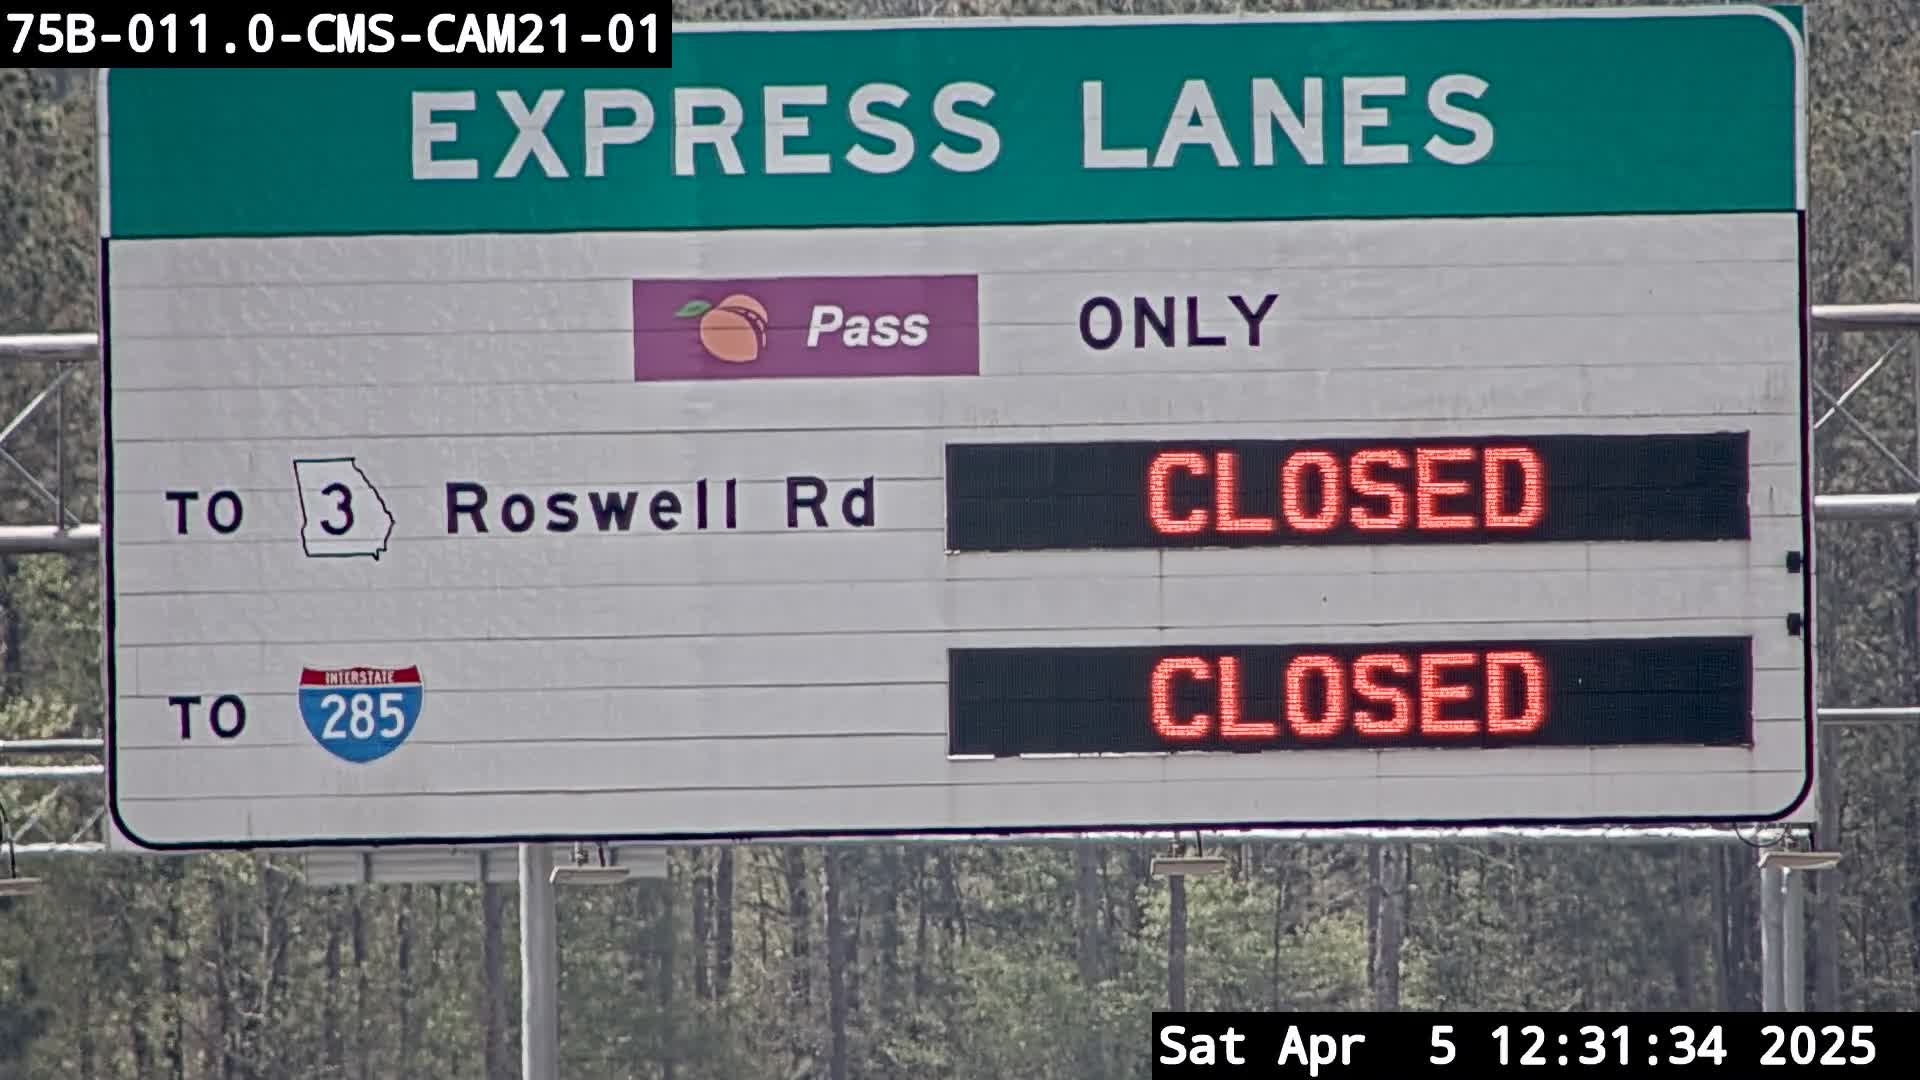 75B-011.0-CMS-CAM21-01
EXPRESS LANES
Pass ONLY
TO 3 Roswell Rd CLOSED
INTERSTATE
TO 285 CLOSED
Sat Apr 5 12:31:34 2025